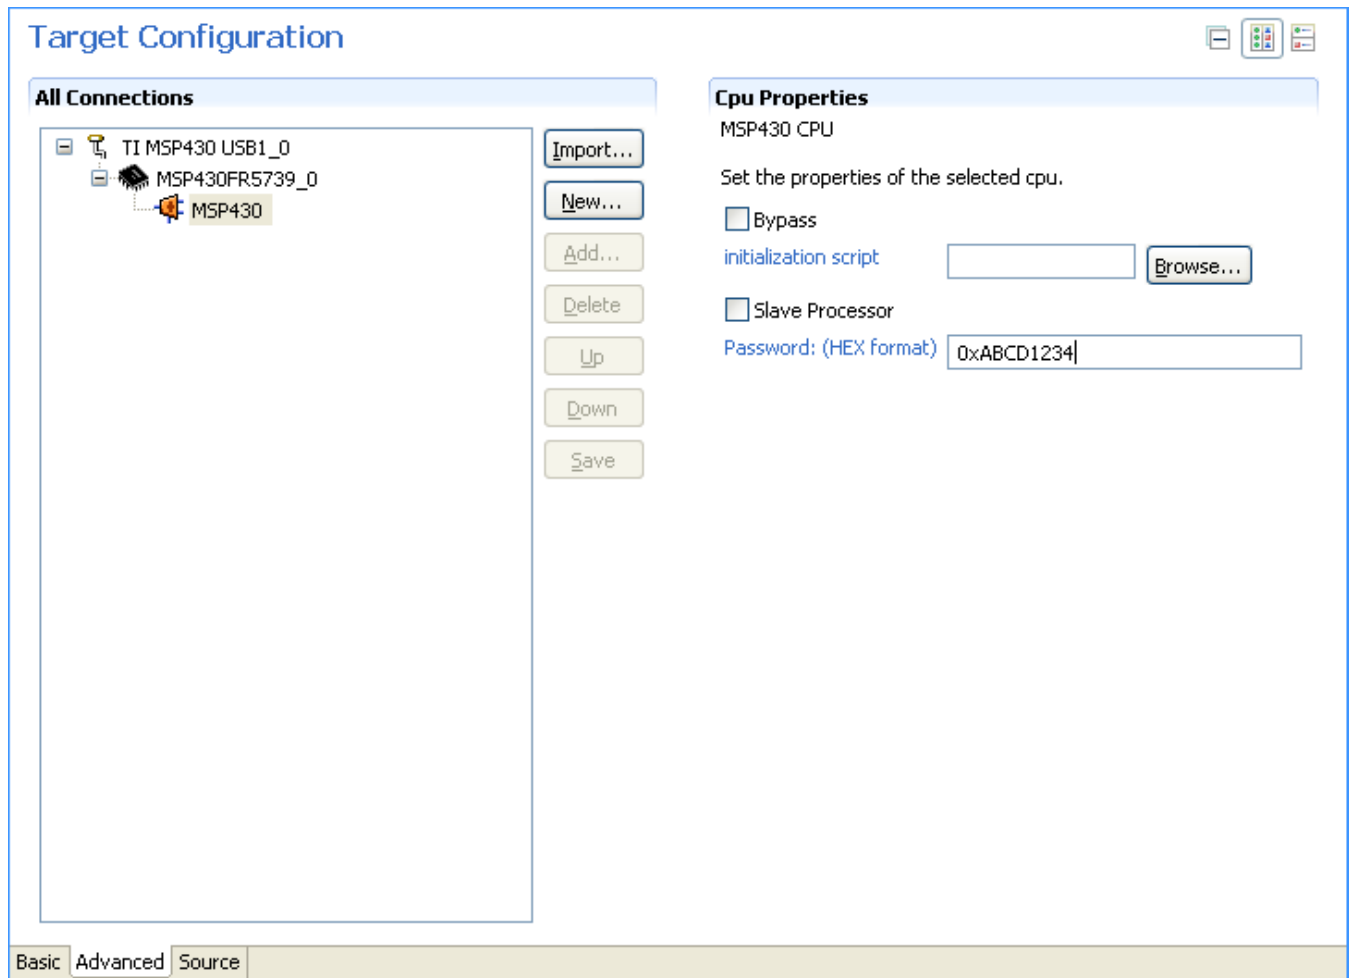 Target Configuration
All Connections
TI MSP430 USB1_0
MSP430FR5739_0
MSP430
Import...
New...
Add...
Delete
Up
Down
Save
Cpu Properties
MSP430 CPU
Set the properties of the selected cpu.
Bypass
initialization script
Browse...
Slave Processor
Password: (HEX format) 0xABCD1234
Basic Advanced Source